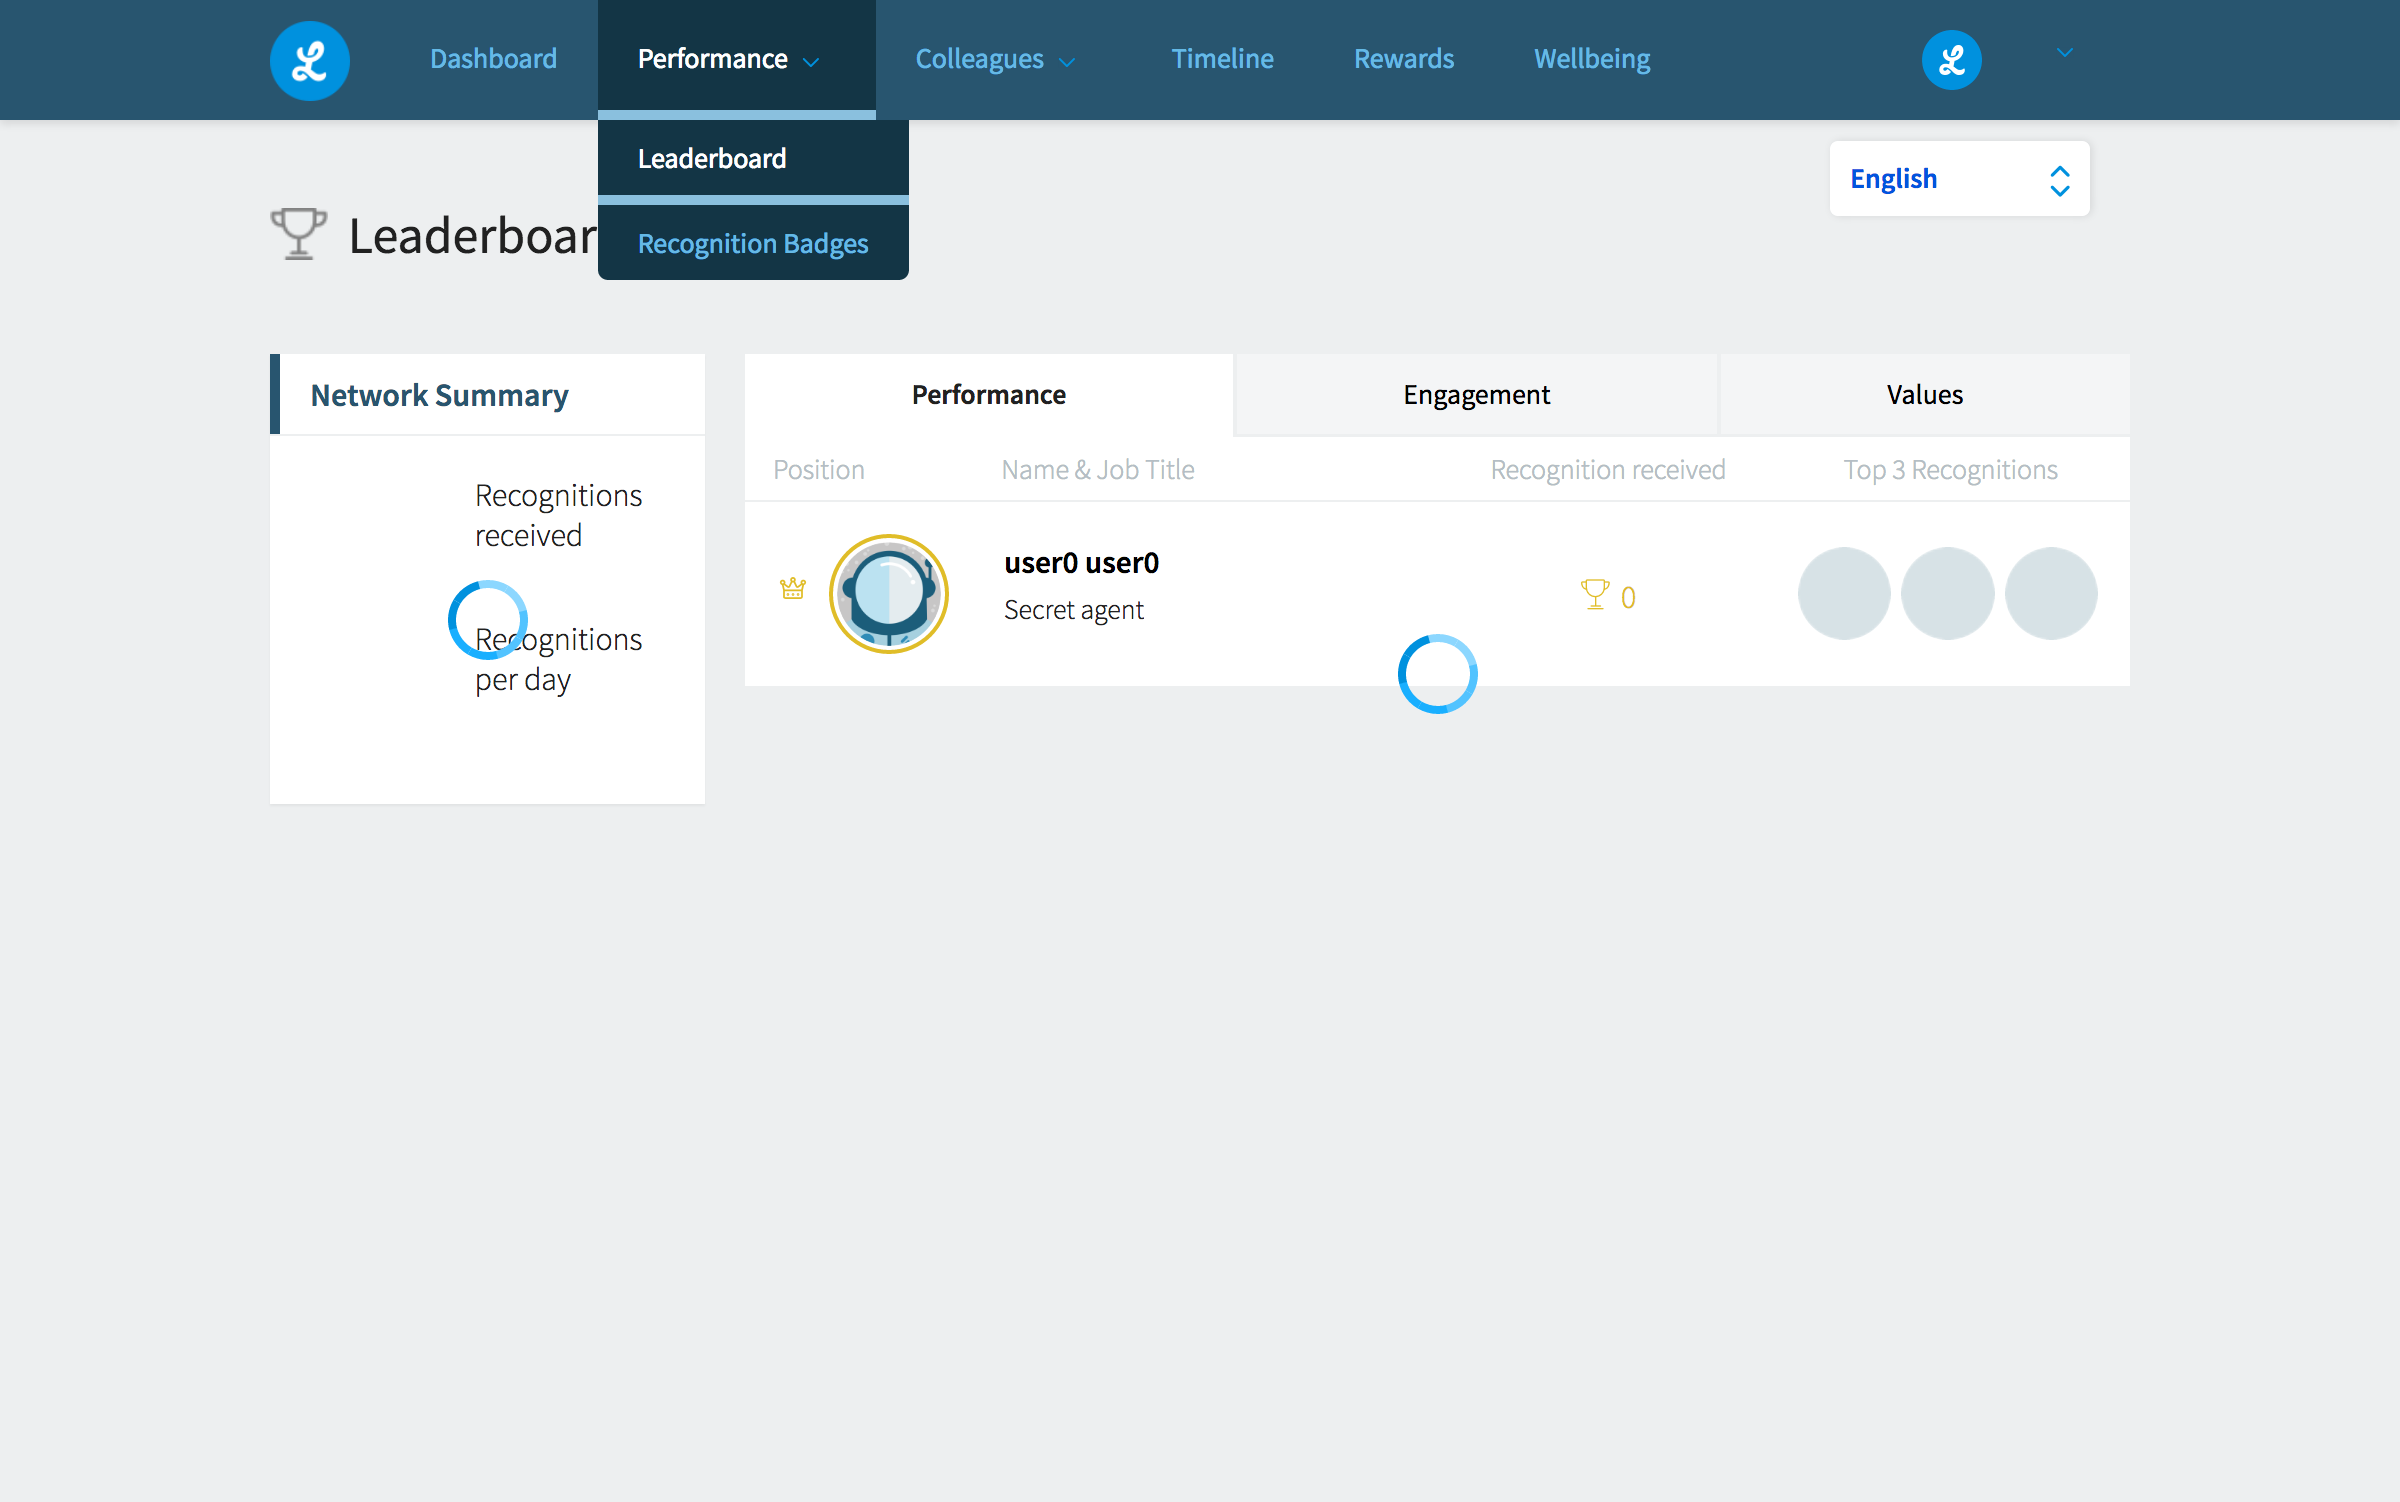 Dashboard
Performance
Colleagues
Timeline
Rewards
Wellbeing
Leaderboard
Recognition Badges
English
Leaderboar
Network Summary
Recognitions
received
Recognitions
per day
Performance
Engagement
Values
Position
Name & Job Title
Recognition received
Top 3 Recognitions
user0 user0
Secret agent
0